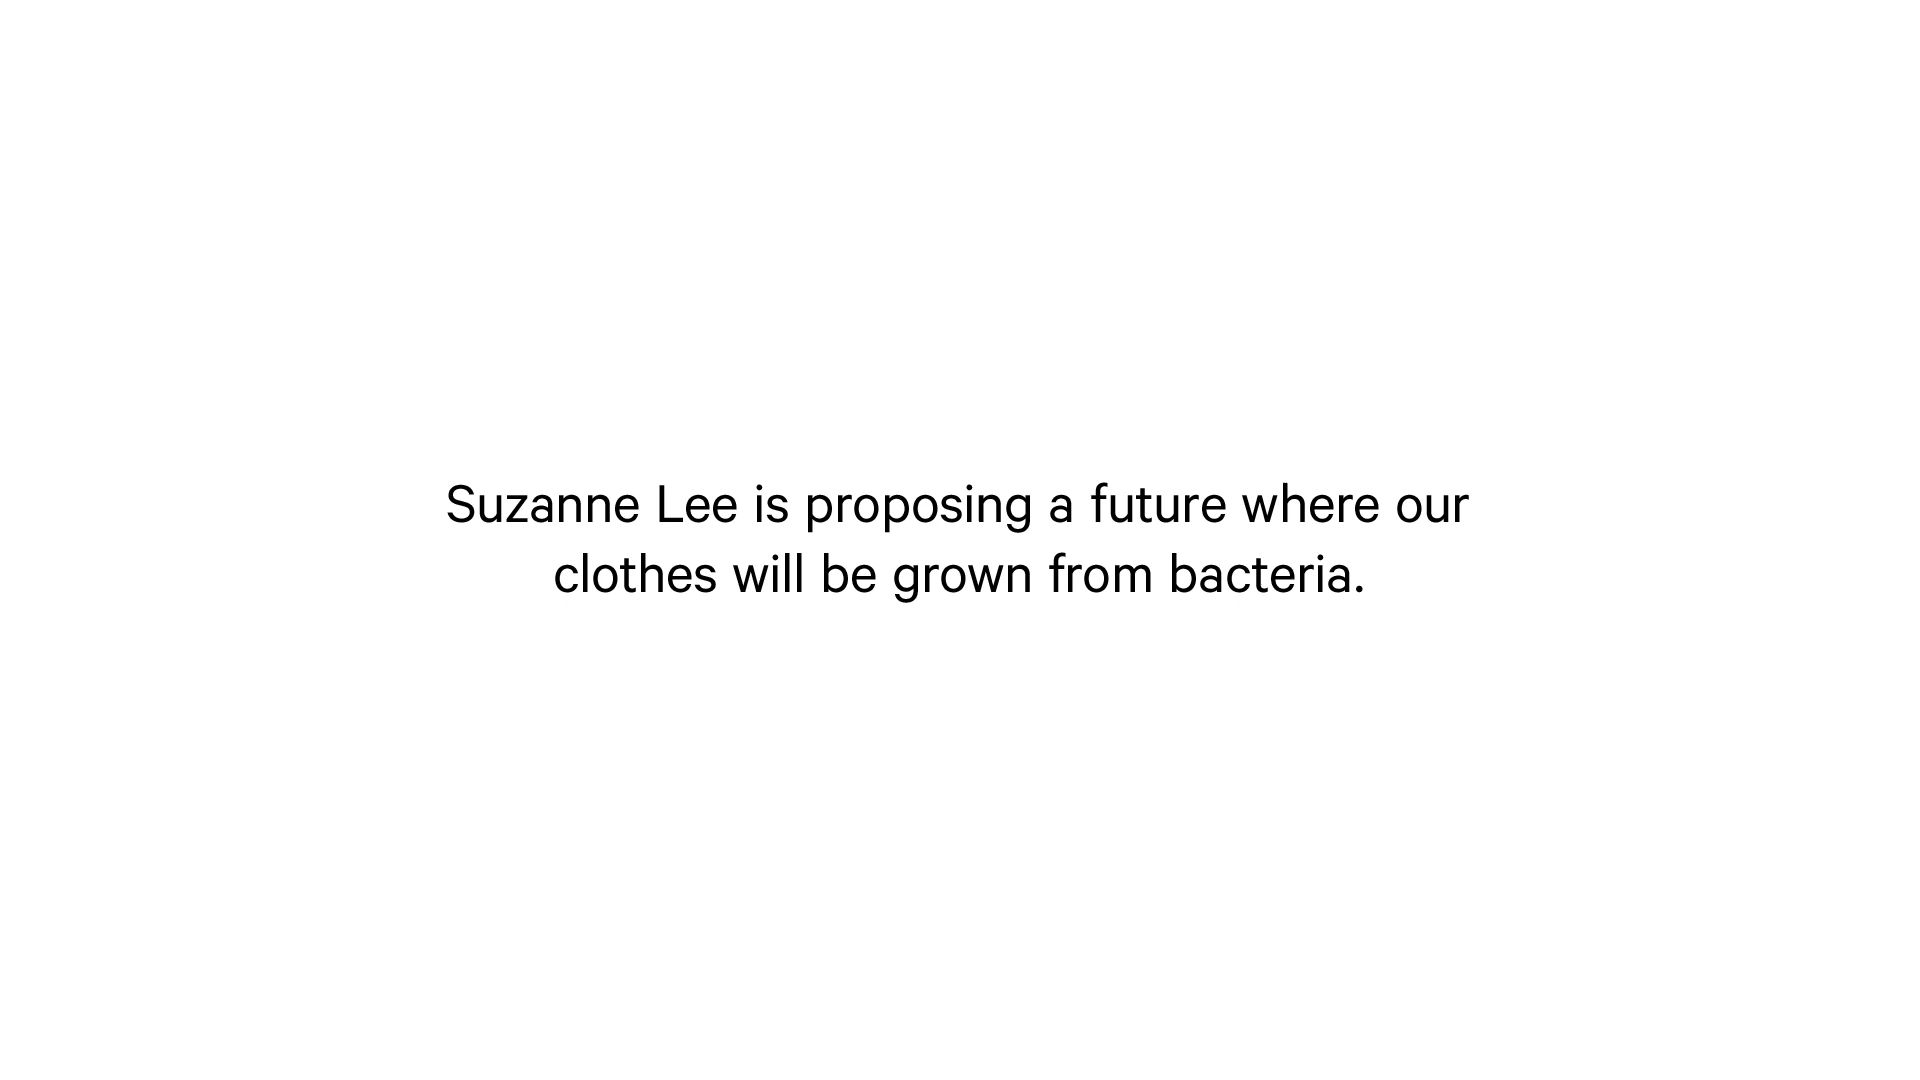 Suzanne Lee is proposing a future where our
clothes will be grown from bacteria.